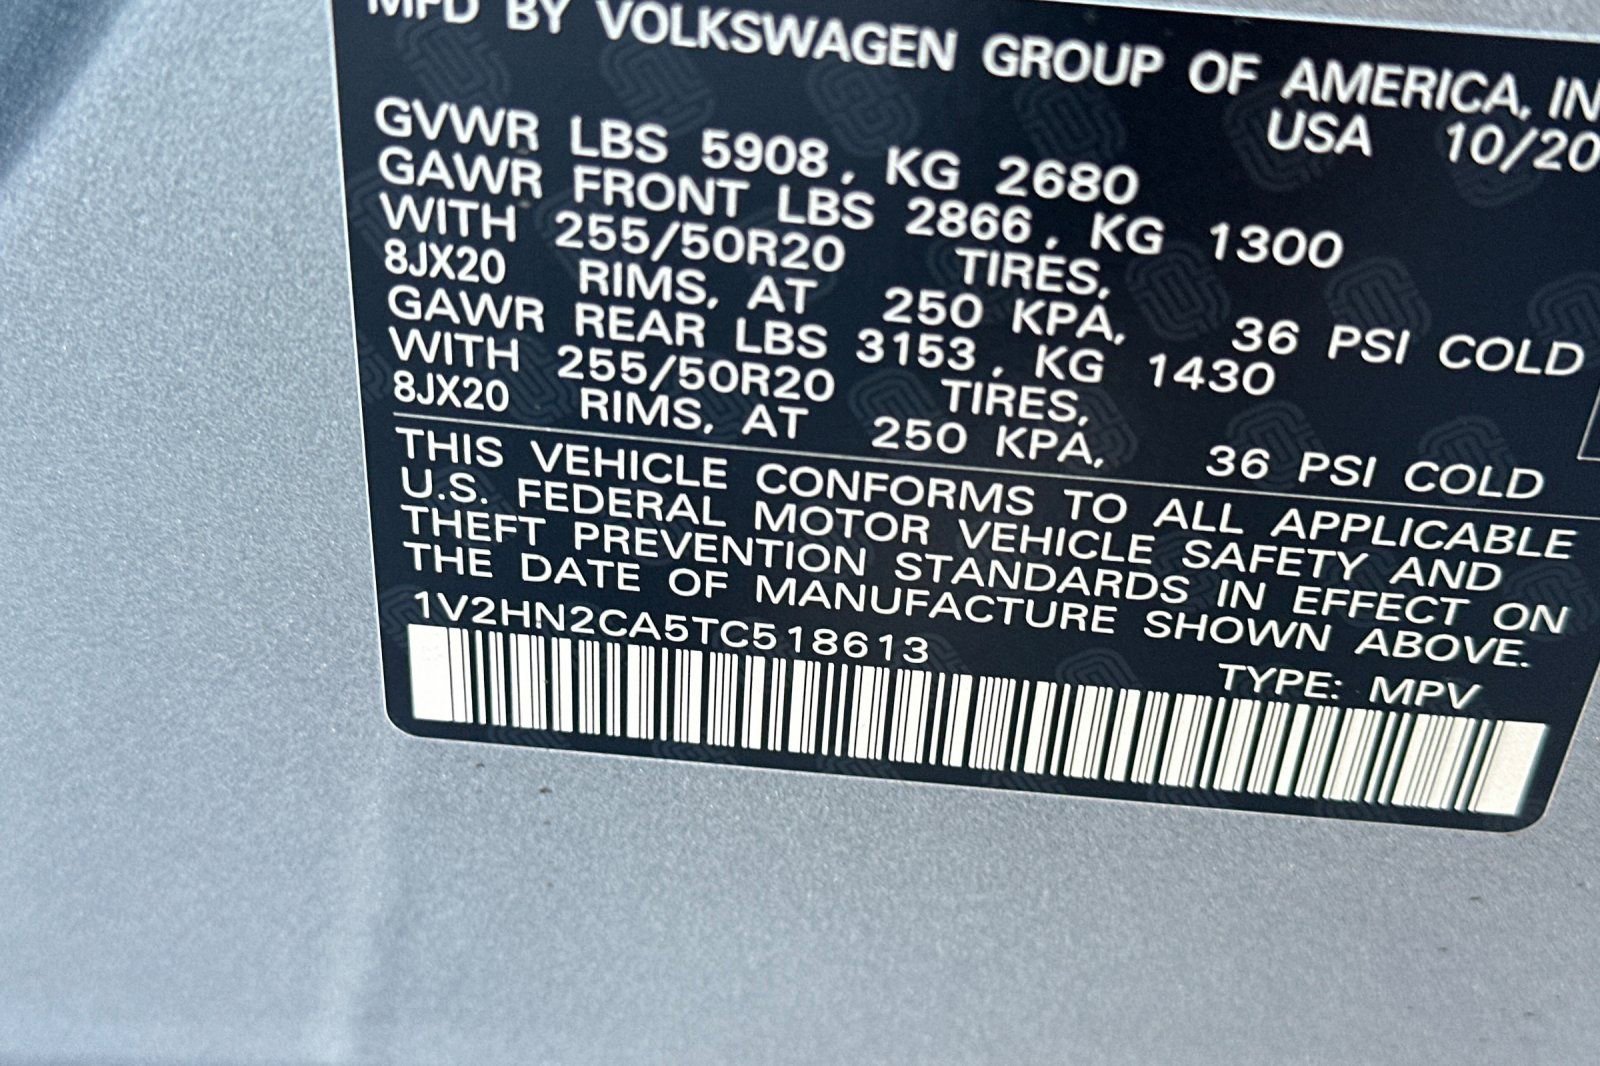 MFD BY VOLKSWAGEN GROUP OF AMERICA, IN
USA 10/20
GVWR LBS 5908, KG 2680
GAWR FRONT LBS 2866, KG 1300
WITH 255/50R20 TIRES,
8JX20 RIMS, AT 250 KPA, 36 PSI COLD
GAWR REAR LBS 3153, KG 1430
WITH 255/50R20 TIRES,
8JX20 RIMS, AT 250 KPA, 36 PSI COLD
THIS VEHICLE CONFORMS TO ALL APPLICABLE
U.S. FEDERAL MOTOR VEHICLE SAFETY AND
THEFT PREVENTION STANDARDS IN EFFECT ON
THE DATE OF MANUFACTURE SHOWN ABOVE.
1V2HN2CA5TC518613
TYPE: MPV